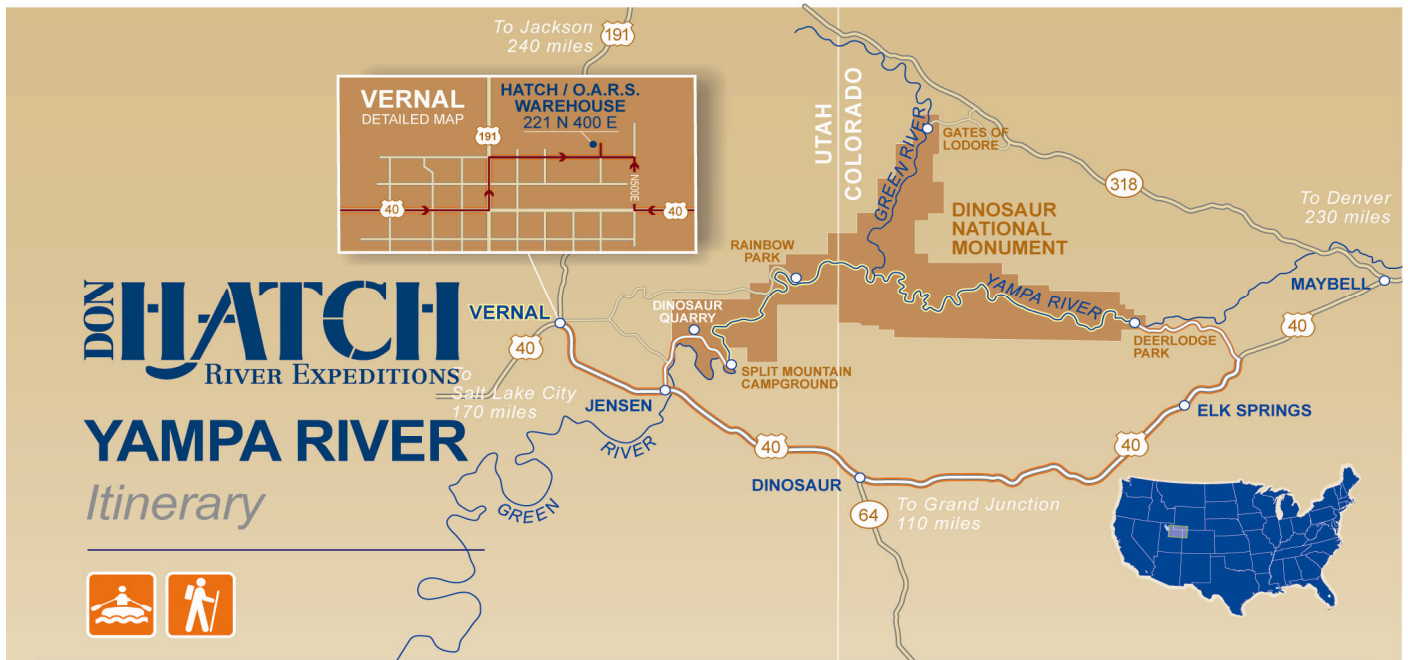 To Jackson
240 miles
191
VERNAL
DETAILED MAP
HATCH / O.A.R.S.
WAREHOUSE
221 N 400 E
191
40
N500E
40
UTAH
COLORADO
GREEN RIVER
GATES OF
LODORE
318
To Denver
230 miles
DINOSAUR
NATIONAL
MONUMENT
RAINBOW
PARK
YAMPA RIVER
MAYBELL
40
DEERLODGE
PARK
DINOSAUR
QUARRY
SPLIT MOUNTAIN
CAMPGROUND
VERNAL
40
To
Salt Lake City
170 miles
JENSEN
ELK SPRINGS
40
40
DINOSAUR
To Grand Junction
110 miles
64
GREEN
RIVER
DON
HATCH
RIVER EXPEDITIONS
YAMPA RIVER
Itinerary